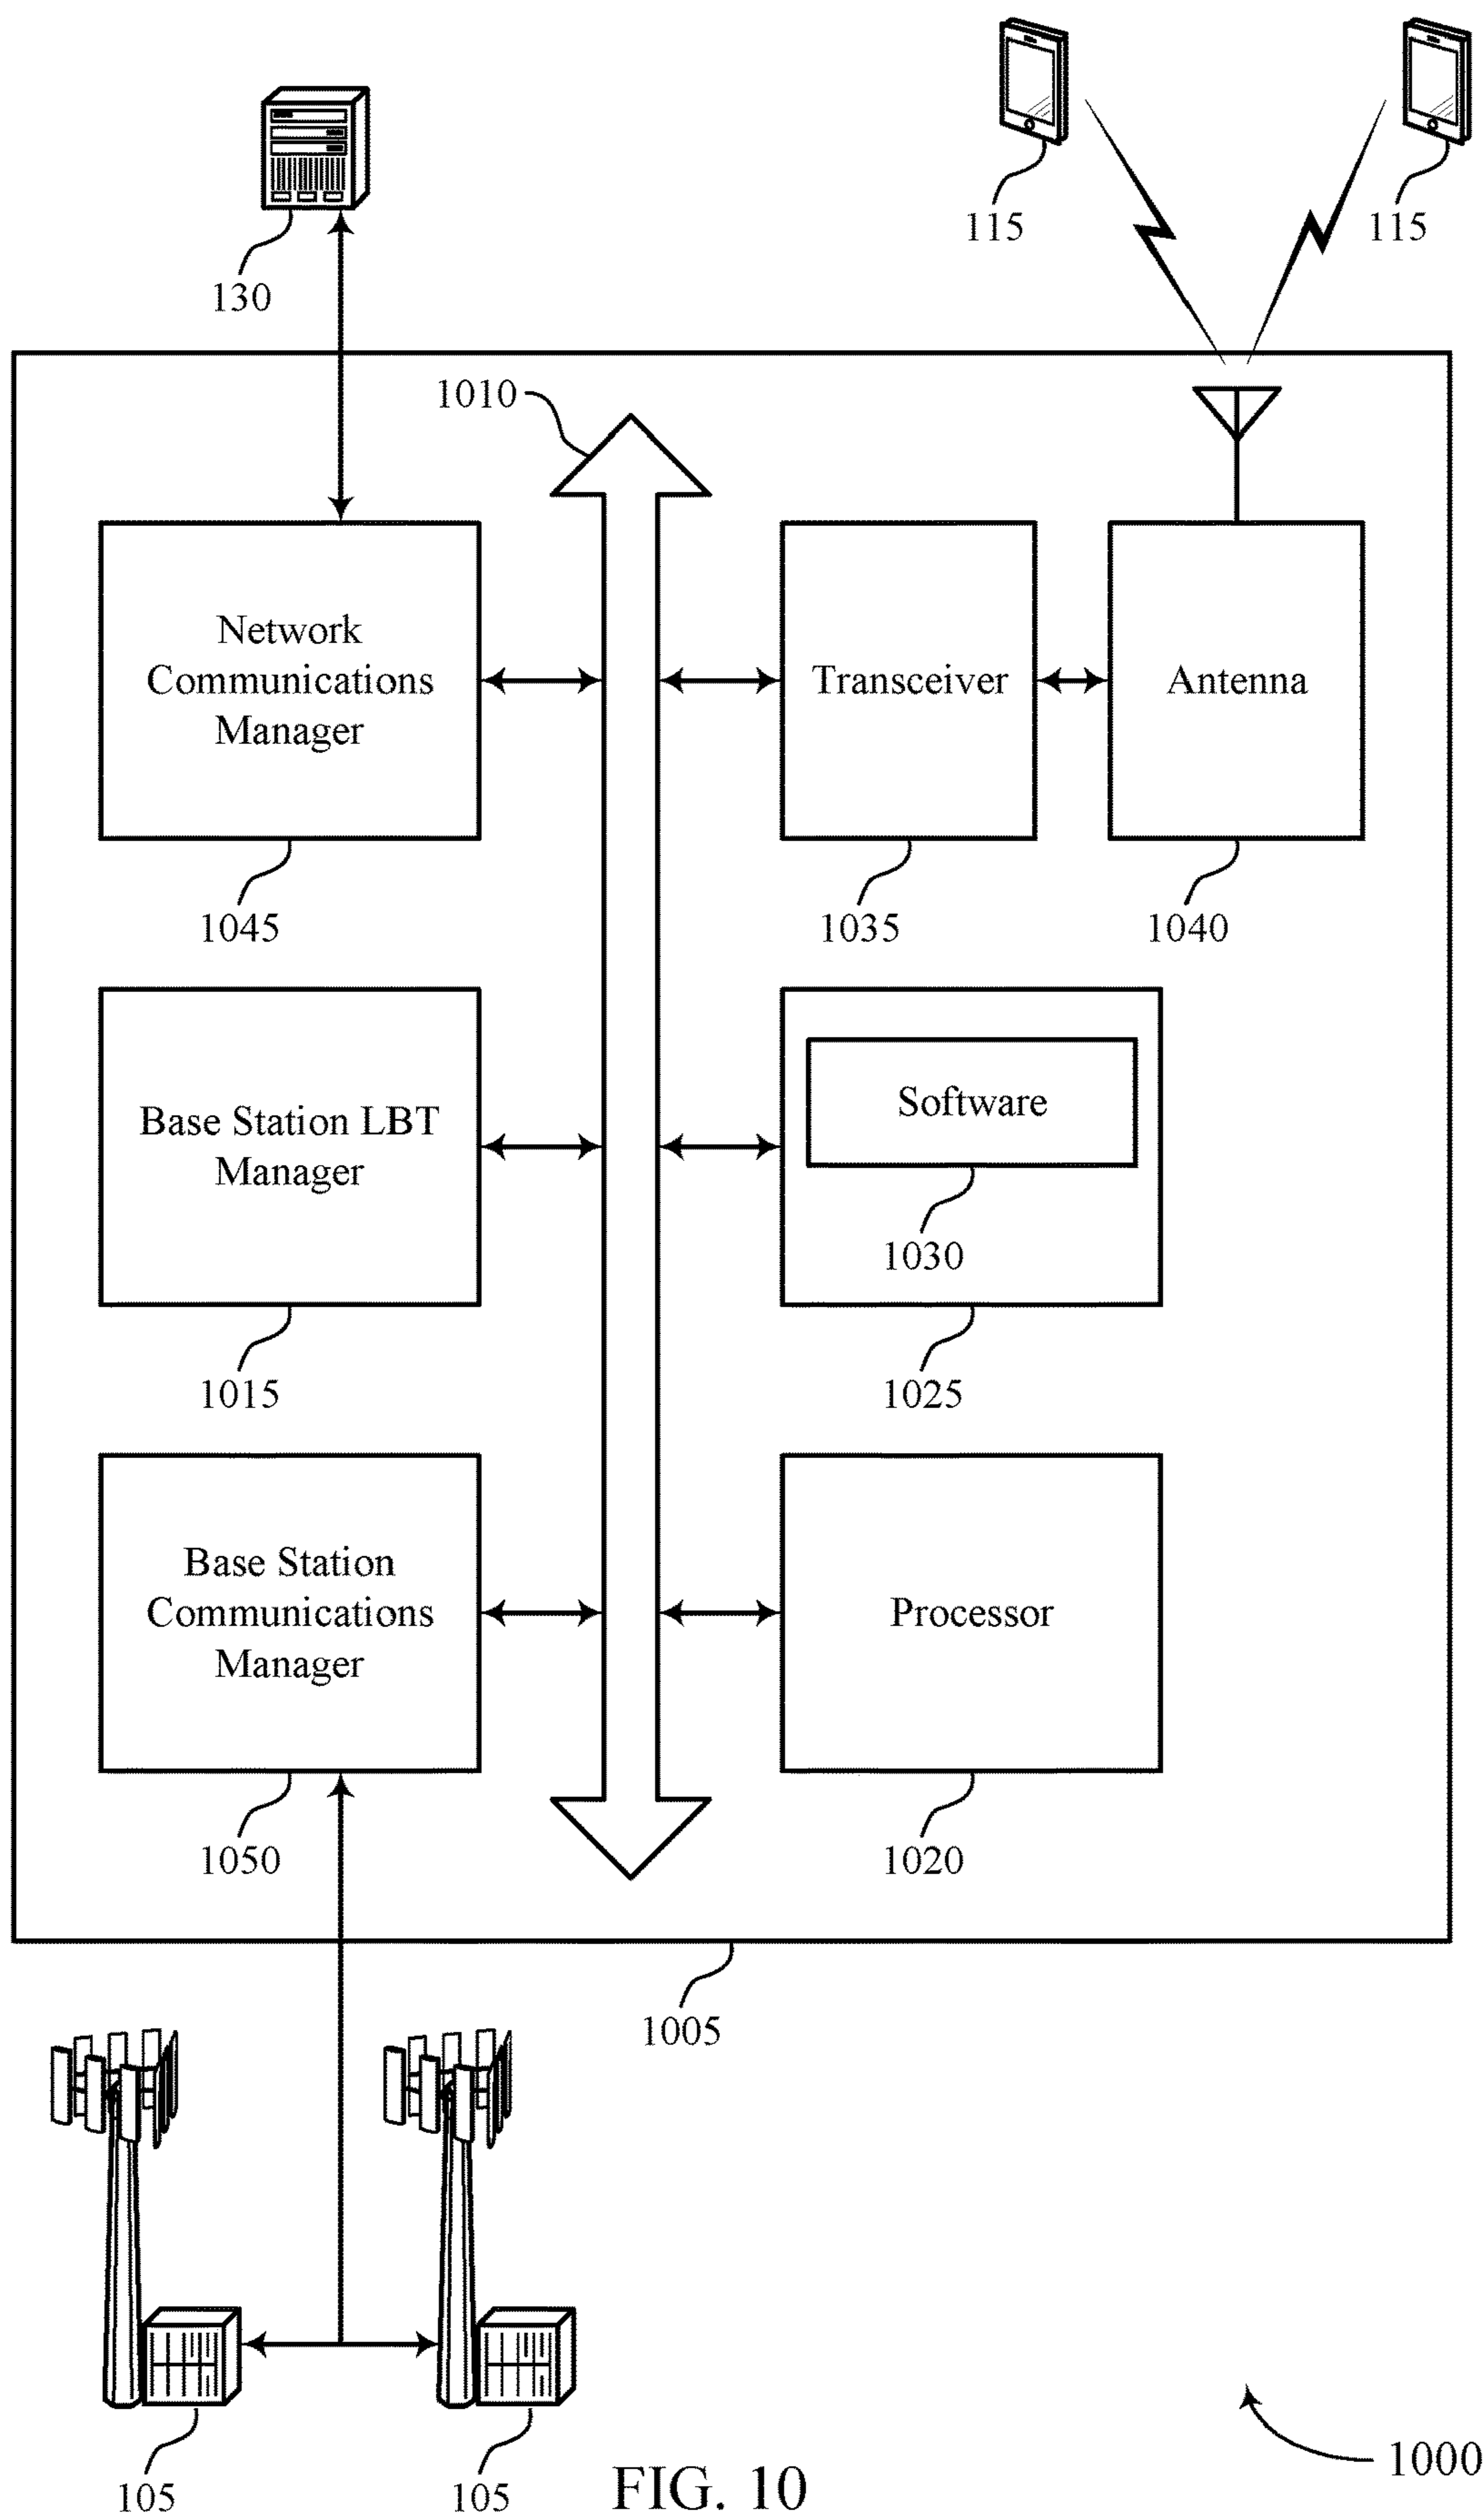 115
115
130
1010
Network
Communications
Manager
Transceiver
Antenna
1045
1035
1040
Base Station LBT
Manager
Software
1030
1015
1025
Base Station
Communications
Manager
Processor
1050
1020
1005
105
105
FIG. 10
1000